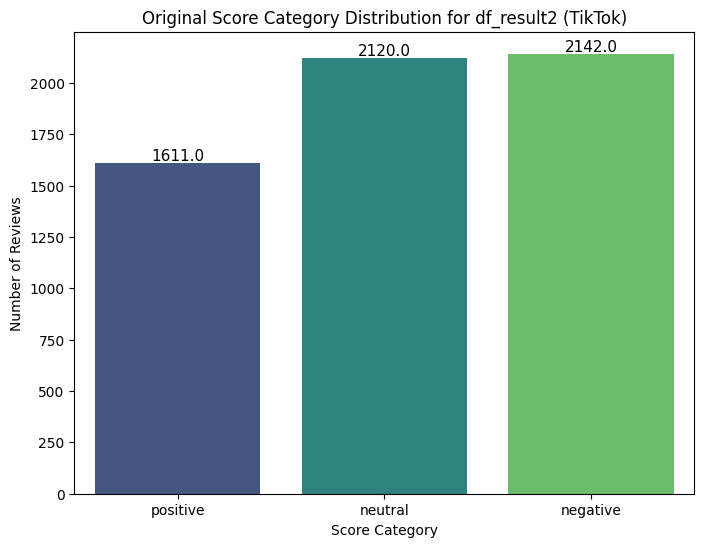 Original Score Category Distribution for df_result2 (TikTok)
1611.0
2120.0
2142.0
2000
1750
1500
1250
1000
750
500
250
0
Number of Reviews
positive
neutral
negative
Score Category